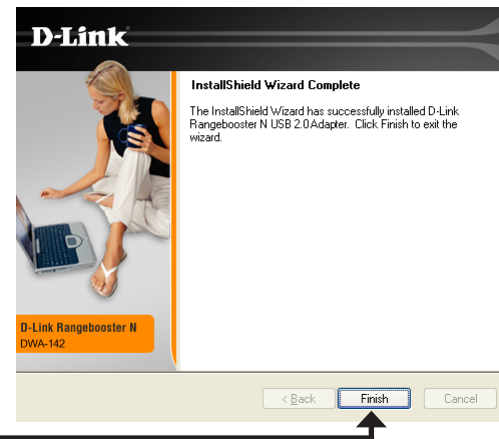 D-Link
InstallShield Wizard Complete
The InstallShield Wizard has successfully installed D-Link
Rangebooster N USB 2.0 Adapter. Click Finish to exit the
wizard.
D-Link Rangebooster N
DWA-142
< Back
Finish
Cancel